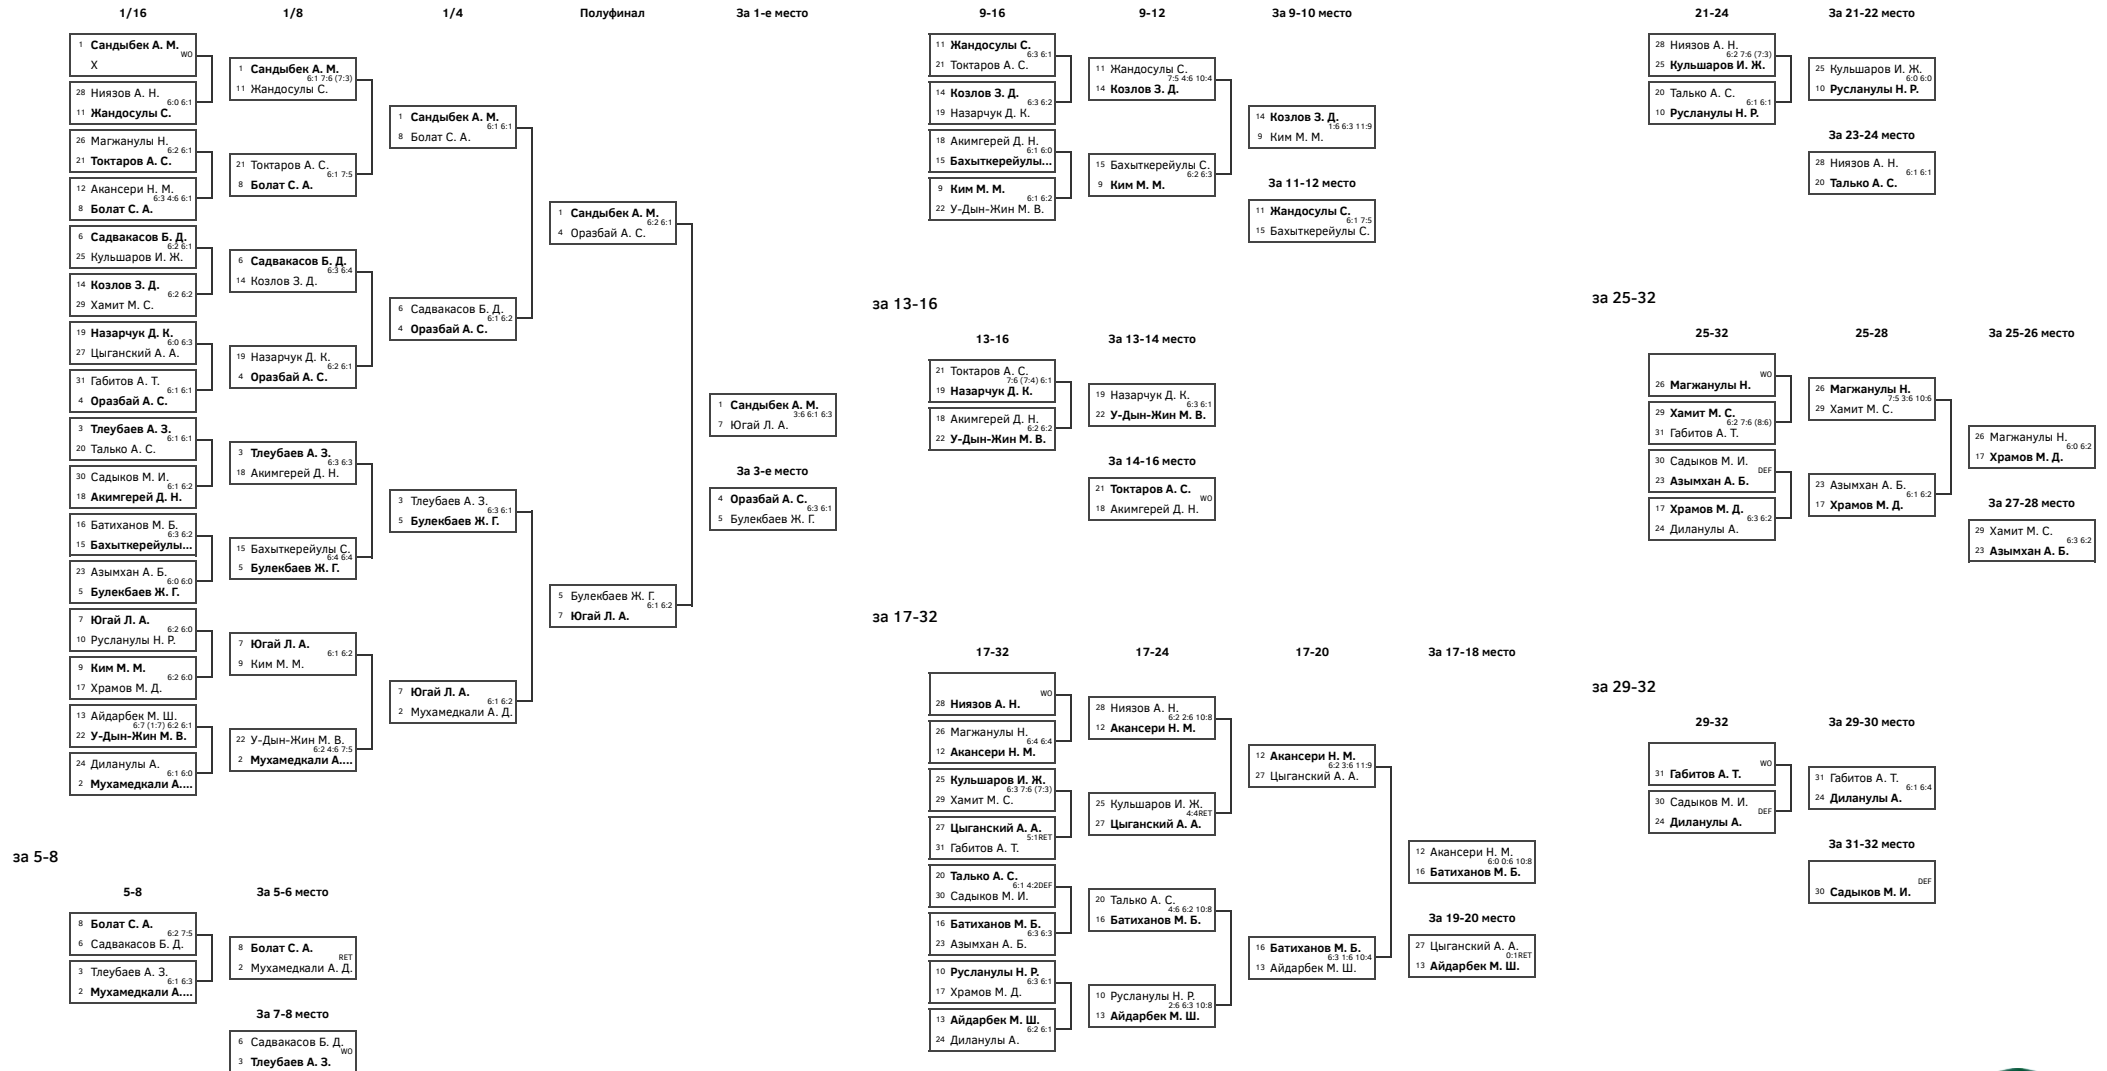 1/16
1/8
1/4
Полуфинал
За 1-е место
1 Сандыбек А. М.
WO
X
28 Ниязов А. Н.
6:0 6:1
11 Жандосулы С.
26 Магжанулы Н.
6:2 6:1
21 Токтаров А. С.
12 Акансери Н. М.
6:3 4:6 6:1
8 Болат С. А.
6 Садвакасов Б. Д.
6:2 6:1
25 Кульшаров И. Ж.
14 Козлов З. Д.
6:2 6:2
29 Хамит М. С.
19 Назарчук Д. К.
6:0 6:3
27 Цыганский А. А.
31 Габитов А. Т.
6:1 6:1
4 Оразбай А. С.
3 Тлеубаев А. З.
6:1 6:1
20 Талько А. С.
30 Садыков М. И.
6:1 6:2
18 Акимгерей Д. Н.
16 Батиханов М. Б.
6:3 6:2
15 Бахыткерейулы...
23 Азымхан А. Б.
6:0 6:0
5 Булекбаев Ж. Г.
7 Югай Л. А.
6:2 6:0
10 Русланулы Н. Р.
9 Ким М. М.
6:2 6:0
17 Храмов М. Д.
13 Айдарбек М. Ш.
6:7 (1:7) 6:2 6:1
22 У-Дын-Жин М. В.
24 Диланулы А.
6:1 6:0
2 Мухамедкали А....
1 Сандыбек А. М.
6:1 7:6 (7:3)
11 Жандосулы С.
21 Токтаров А. С.
6:1 7:5
8 Болат С. А.
6 Садвакасов Б. Д.
6:3 6:4
14 Козлов З. Д.
19 Назарчук Д. К.
6:2 6:1
4 Оразбай А. С.
3 Тлеубаев А. З.
6:3 6:3
18 Акимгерей Д. Н.
15 Бахыткерейулы С.
6:4 6:4
5 Булекбаев Ж. Г.
7 Югай Л. А.
6:1 6:2
9 Ким М. М.
22 У-Дын-Жин М. В.
6:2 4:6 7:5
2 Мухамедкали А....
1 Сандыбек А. М.
6:1 6:1
8 Болат С. А.
6 Садвакасов Б. Д.
6:1 6:2
4 Оразбай А. С.
3 Тлеубаев А. З.
6:3 6:1
5 Булекбаев Ж. Г.
7 Югай Л. А.
6:1 6:2
2 Мухамедкали А. Д.
1 Сандыбек А. М.
6:2 6:1
4 Оразбай А. С.
5 Булекбаев Ж. Г.
6:1 6:2
7 Югай Л. А.
1 Сандыбек А. М.
3:6 6:1 6:3
7 Югай Л. А.
За 3-е место
4 Оразбай А. С.
6:3 6:1
5 Булекбаев Ж. Г.
за 5-8
5-8
За 5-6 место
8 Болат С. А.
6:2 7:5
6 Садвакасов Б. Д.
3 Тлеубаев А. З.
6:1 6:3
2 Мухамедкали А....
8 Болат С. А.
RET
2 Мухамедкали А. Д.
За 7-8 место
6 Садвакасов Б. Д.
WO
3 Тлеубаев А. З.
9-16
9-12
За 9-10 место
11 Жандосулы С.
6:3 6:1
21 Токтаров А. С.
14 Козлов З. Д.
6:3 6:2
19 Назарчук Д. К.
18 Акимгерей Д. Н.
6:1 6:0
15 Бахыткерейулы...
9 Ким М. М.
6:1 6:2
22 У-Дын-Жин М. В.
11 Жандосулы С.
7:5 4:6 10:4
14 Козлов З. Д.
15 Бахыткерейулы С.
6:2 6:3
9 Ким М. М.
14 Козлов З. Д.
1:6 6:3 11:9
9 Ким М. М.
За 11-12 место
11 Жандосулы С.
6:1 7:5
15 Бахыткерейулы С.
за 13-16
13-16
За 13-14 место
21 Токтаров А. С.
7:6 (7:4) 6:1
19 Назарчук Д. К.
18 Акимгерей Д. Н.
6:2 6:2
22 У-Дын-Жин М. В.
19 Назарчук Д. К.
6:3 6:1
22 У-Дын-Жин М. В.
За 14-16 место
21 Токтаров А. С.
WO
18 Акимгерей Д. Н.
за 17-32
17-32
17-24
17-20
За 17-18 место
WO
28 Ниязов А. Н.
26 Магжанулы Н.
6:4 6:4
12 Акансери Н. М.
25 Кульшаров И. Ж.
6:3 7:6 (7:3)
29 Хамит М. С.
27 Цыганский А. А.
5:1RET
31 Габитов А. Т.
20 Талько А. С.
6:1 4:2DEF
30 Садыков М. И.
16 Батиханов М. Б.
6:3 6:3
23 Азымхан А. Б.
10 Русланулы Н. Р.
6:3 6:1
17 Храмов М. Д.
13 Айдарбек М. Ш.
6:2 6:1
24 Диланулы А.
28 Ниязов А. Н.
6:2 2:6 10:8
12 Акансери Н. М.
25 Кульшаров И. Ж.
4:4RET
27 Цыганский А. А.
20 Талько А. С.
4:6 6:2 10:8
16 Батиханов М. Б.
10 Русланулы Н. Р.
2:6 6:3 10:8
13 Айдарбек М. Ш.
12 Акансери Н. М.
6:2 3:6 11:9
27 Цыганский А. А.
16 Батиханов М. Б.
6:3 1:6 10:4
13 Айдарбек М. Ш.
12 Акансери Н. М.
6:0 0:6 10:8
16 Батиханов М. Б.
За 19-20 место
27 Цыганский А. А.
0:1RET
13 Айдарбек М. Ш.
21-24
За 21-22 место
28 Ниязов А. Н.
6:2 7:6 (7:3)
25 Кульшаров И. Ж.
20 Талько А. С.
6:1 6:1
10 Русланулы Н. Р.
25 Кульшаров И. Ж.
6:0 6:0
10 Русланулы Н. Р.
За 23-24 место
28 Ниязов А. Н.
6:1 6:1
20 Талько А. С.
за 25-32
25-32
25-28
За 25-26 место
WO
26 Магжанулы Н.
29 Хамит М. С.
6:2 7:6 (8:6)
31 Габитов А. Т.
30 Садыков М. И.
DEF
23 Азымхан А. Б.
17 Храмов М. Д.
6:3 6:2
24 Диланулы А.
26 Магжанулы Н.
7:5 3:6 10:6
29 Хамит М. С.
23 Азымхан А. Б.
6:1 6:2
17 Храмов М. Д.
26 Магжанулы Н.
6:0 6:2
17 Храмов М. Д.
За 27-28 место
29 Хамит М. С.
6:3 6:2
23 Азымхан А. Б.
за 29-32
29-32
За 29-30 место
WO
31 Габитов А. Т.
30 Садыков М. И.
DEF
24 Диланулы А.
31 Габитов А. Т.
6:1 6:4
24 Диланулы А.
За 31-32 место
DEF
30 Садыков М. И.